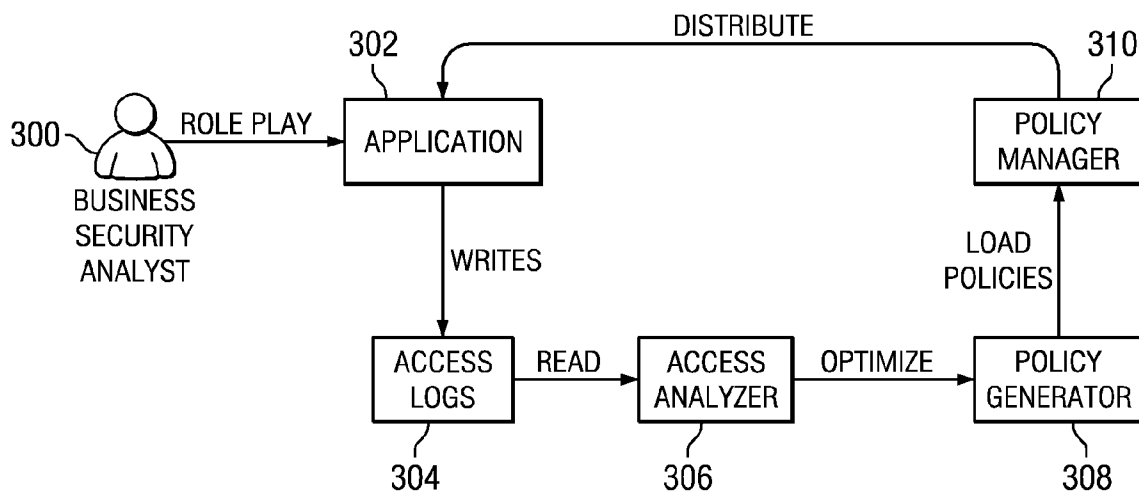 DISTRIBUTE
302
310
300
ROLE PLAY
APPLICATION
POLICY
MANAGER
BUSINESS
SECURITY
ANALYST
WRITES
LOAD
POLICIES
ACCESS
LOGS
READ
ACCESS
ANALYZER
OPTIMIZE
POLICY
GENERATOR
304
306
308